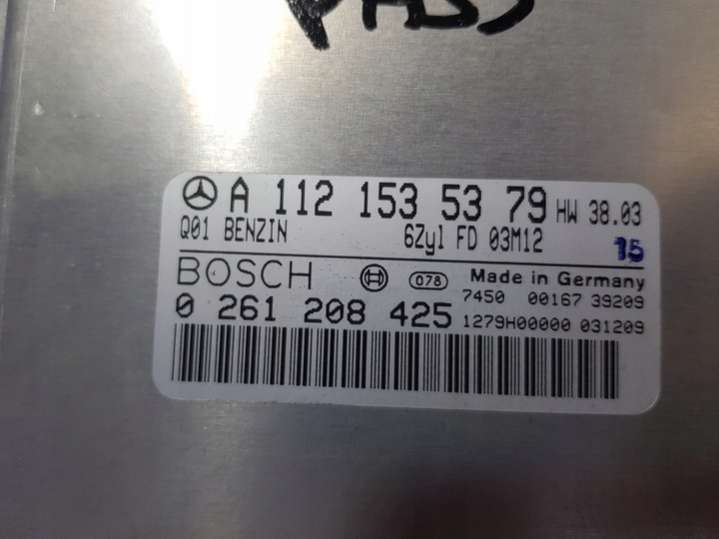 PASS
A 112 153 53 79 HW 38.03
Q01 BENZIN 6Zyl FD 03M12 15
BOSCH 078 Made in Germany
7450 00167 39209
0 261 208 425 1279H00000 031209